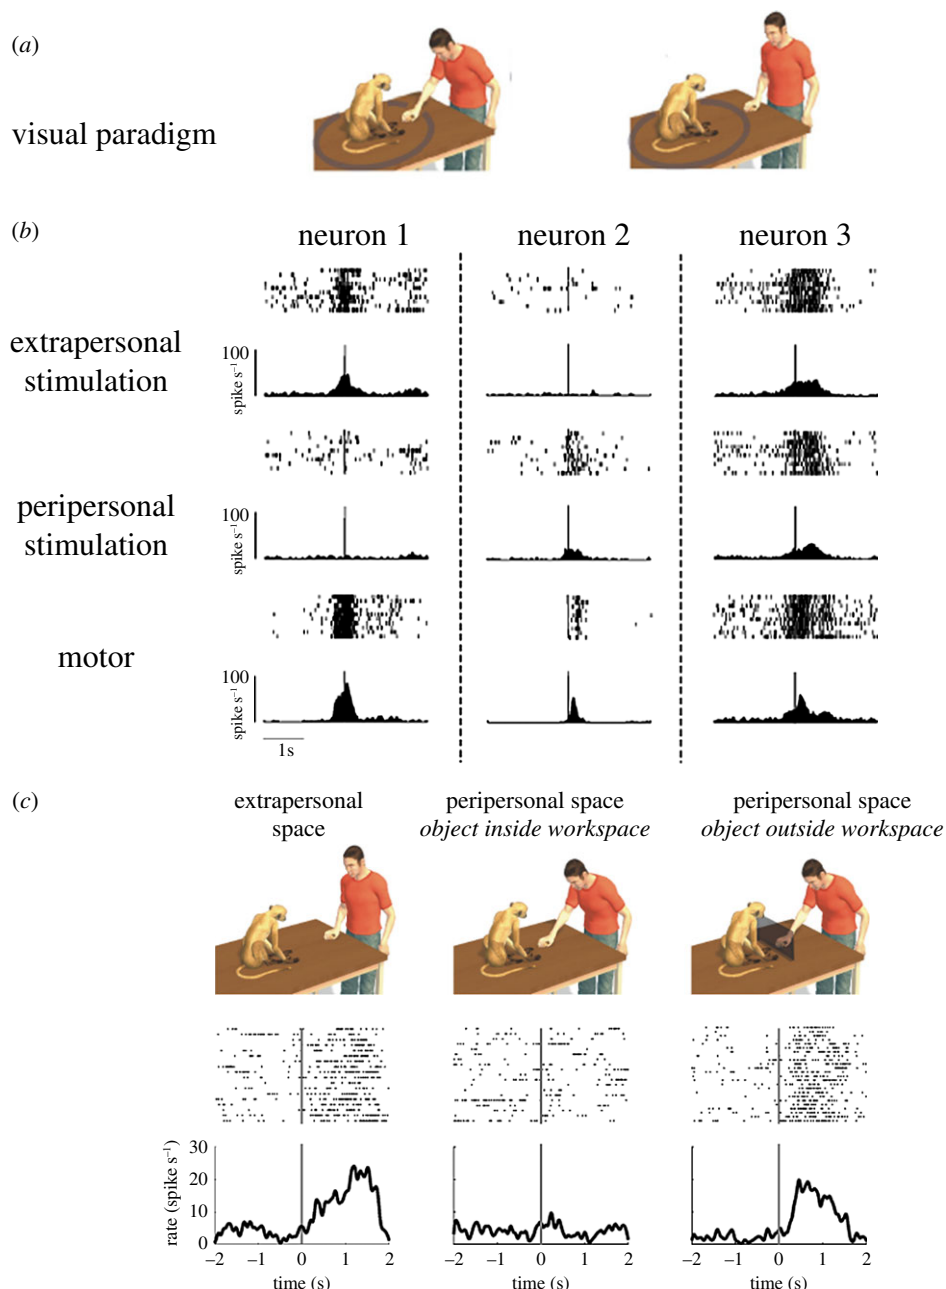 (a)
visual paradigm
(b)
neuron 1
neuron 2
neuron 3
extrapersonal
stimulation
100
spike s⁻¹
peripersonal
stimulation
100
spike s⁻¹
motor
100
spike s⁻¹
1s
(c)
extrapersonal
space
peripersonal space
object inside workspace
peripersonal space
object outside workspace
rate (spike s⁻¹)
30
20
10
0
−2 −1 0 1 2
time (s)
−2 −1 0 1 2
time (s)
−2 −1 0 1 2
time (s)